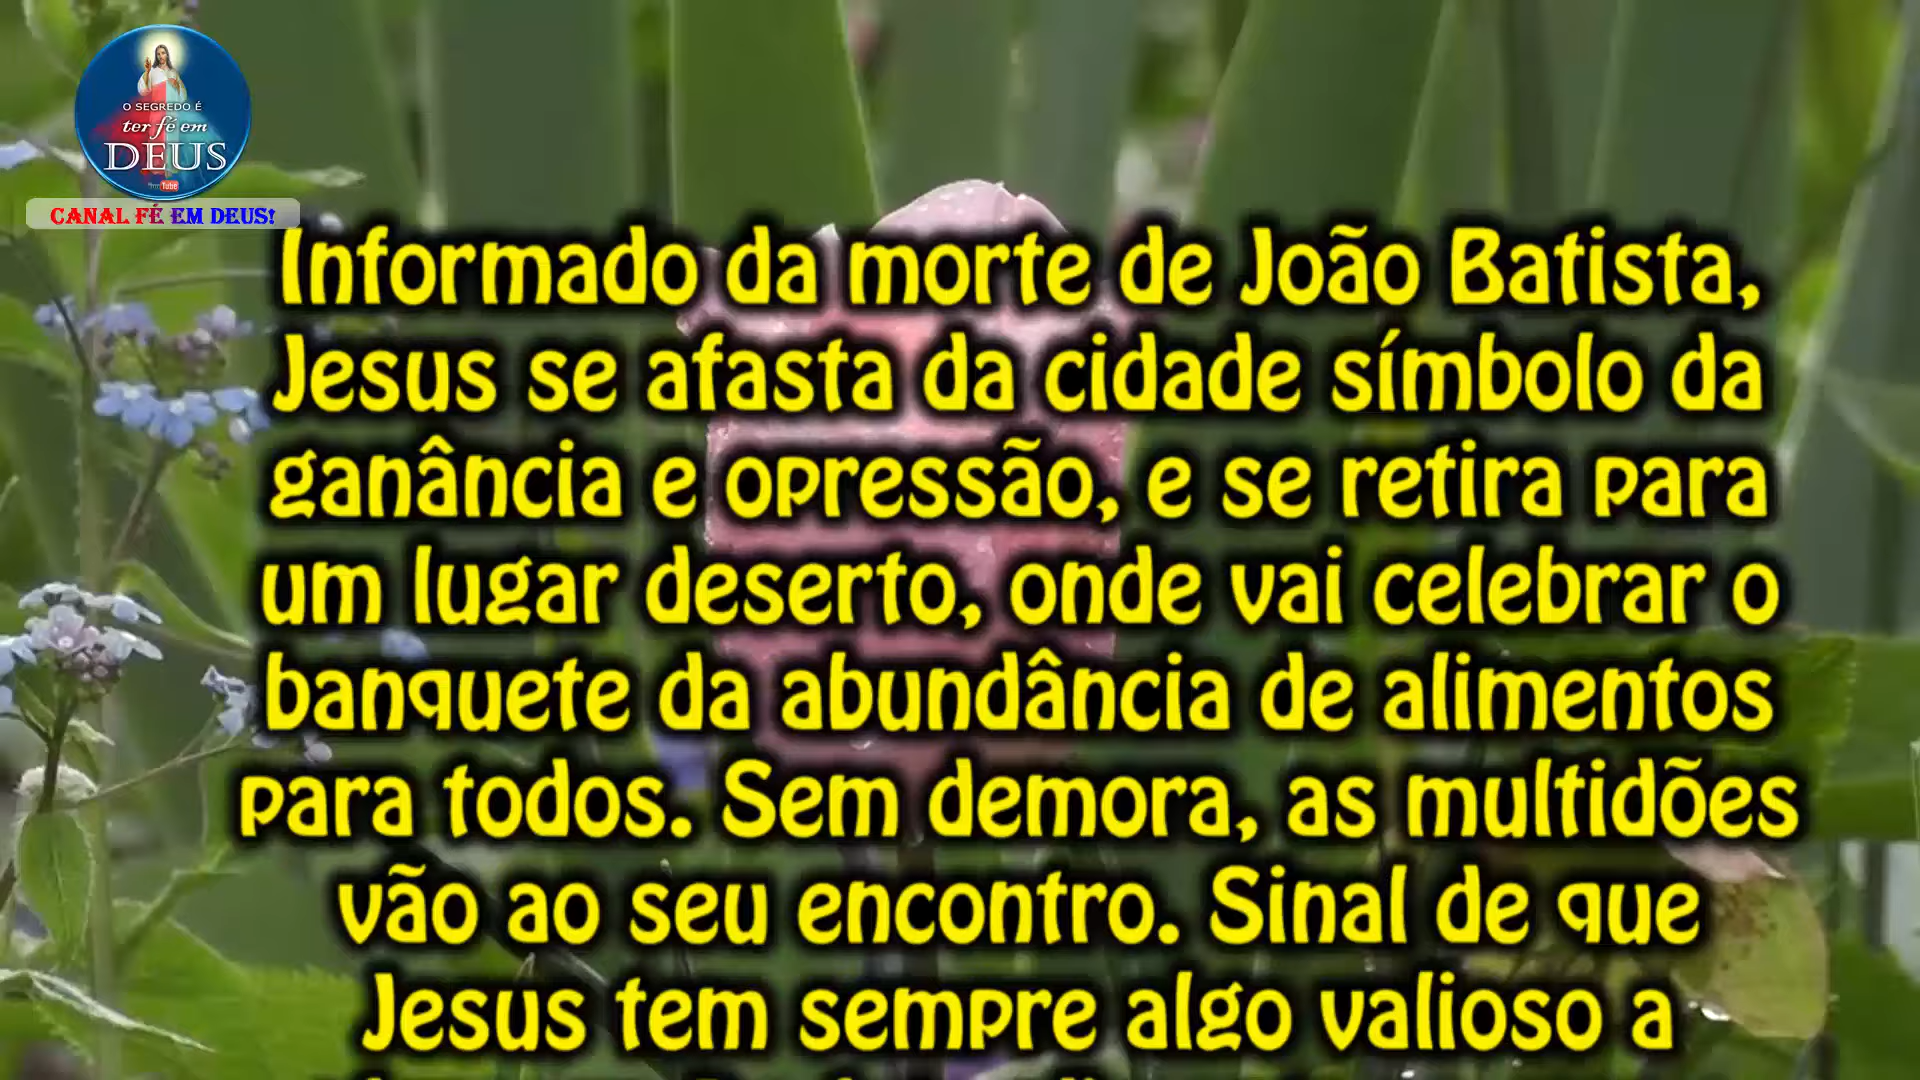 O SEGREDO É
ter fé em
DEUS
CANAL FÉ EM DEUS!
Informado da morte de João Batista,
Jesus se afasta da cidade símbolo da
ganância e opressão, e se retira para
um lugar deserto, onde vai celebrar o
banquete da abundância de alimentos
para todos. Sem demora, as multidões
vão ao seu encontro. Sinal de que
Jesus tem sempre algo valioso a